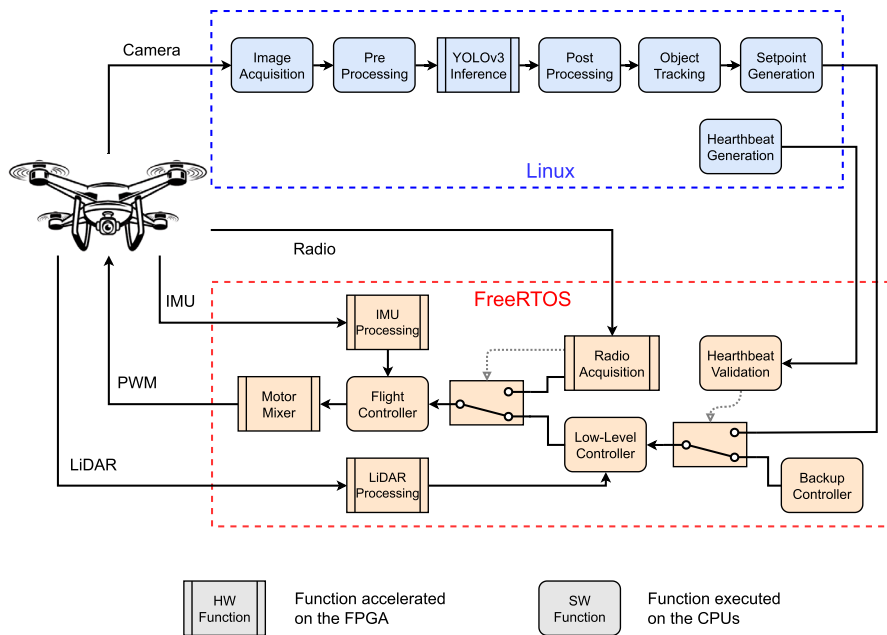 Camera
Image
Acquisition
Pre
Processing
YOLOv3
Inference
Post
Processing
Object
Tracking
Setpoint
Generation
Hearthbeat
Generation
Linux
Radio
FreeRTOS
IMU
IMU
Processing
Radio
Acquisition
Hearthbeat
Validation
PWM
Motor
Mixer
Flight
Controller
Low-Level
Controller
LiDAR
LiDAR
Processing
Backup
Controller
HW
Function
Function accelerated
on the FPGA
SW
Function
Function executed
on the CPUs